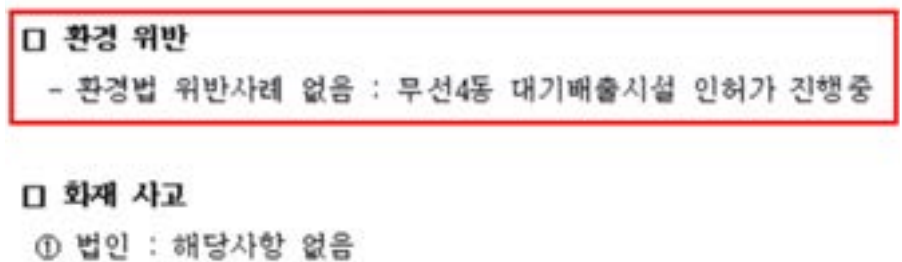 □ 환경 위반
- 환경법 위반사례 없음 : 무선4동 대기배출시설 인허가 진행중
□ 화재 사고
① 법인 : 해당사항 없음